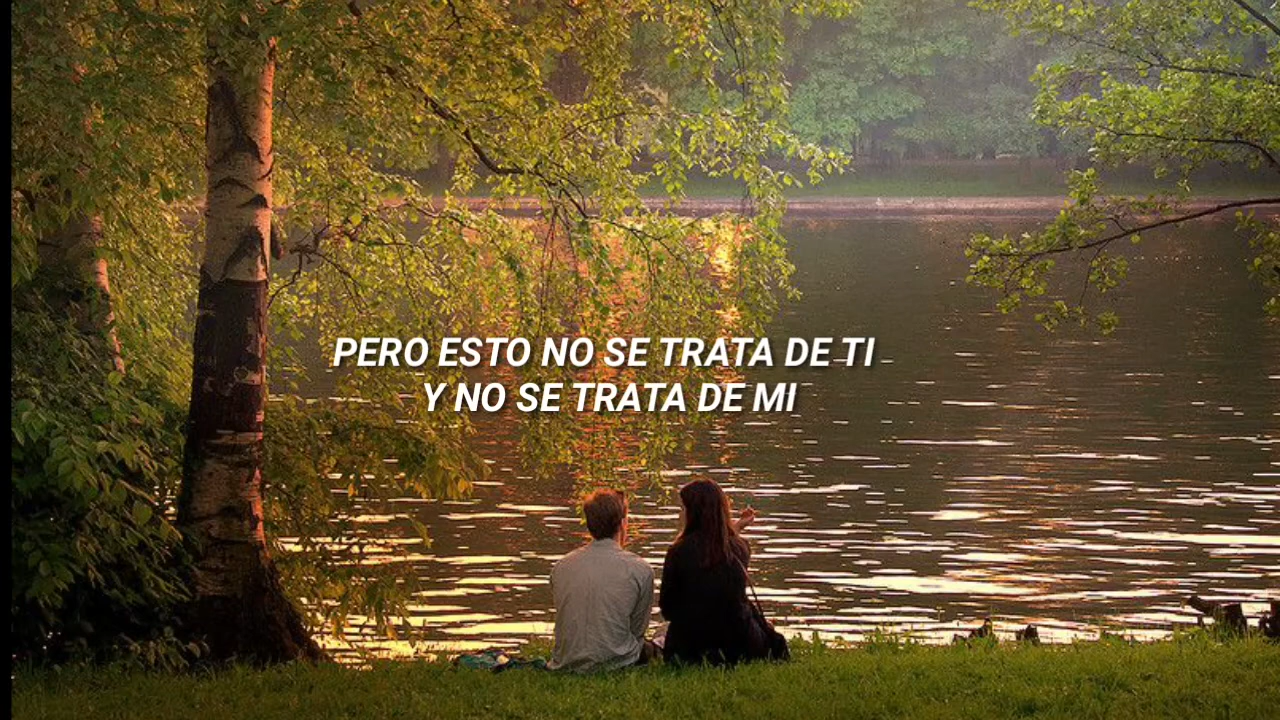 PERO ESTO NO SE TRATA DE TI
Y NO SE TRATA DE MI